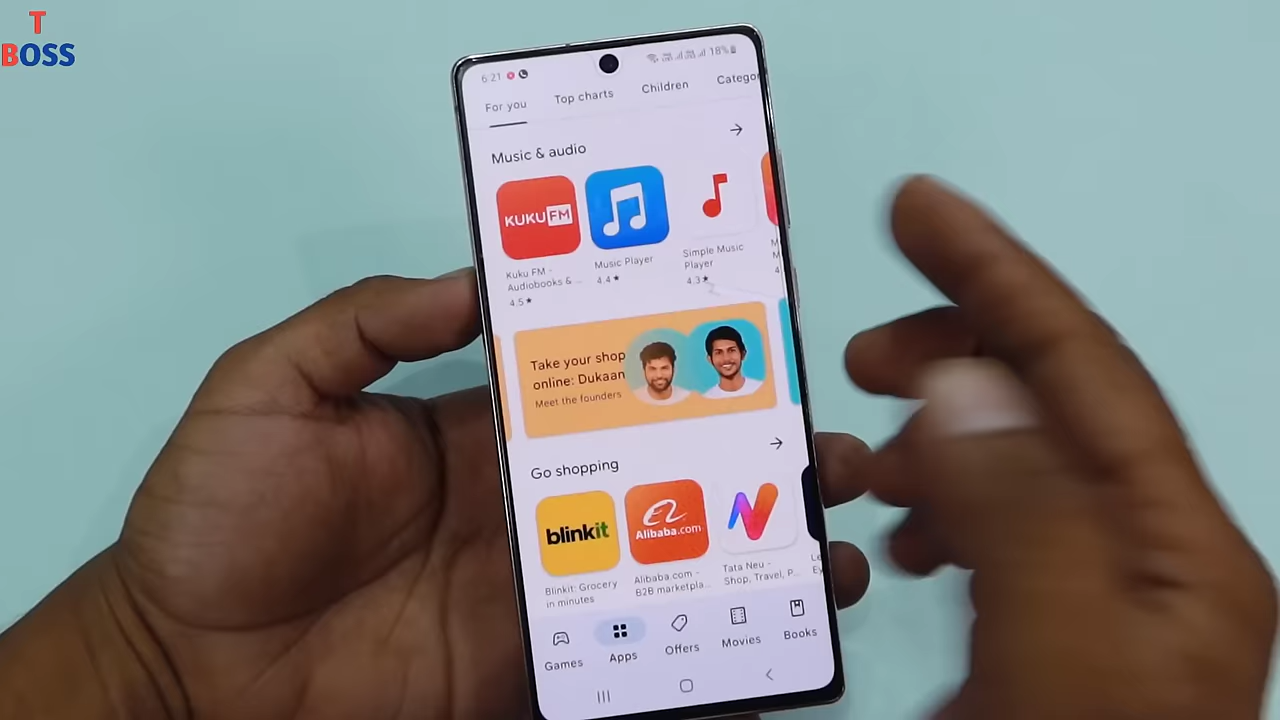 T
BOSS
6:21
18%
For you
Top charts
Children
Categor
Music & audio
KUKU FM
Kuku FM -
Audiobooks & ...
4.5★
Music Player
4.4★
Simple Music
Player
4.3★
Take your shop
online: Dukaan
Meet the founders
Go shopping
blinkit
Blinkit: Grocery
in minutes
Alibaba.com
Alibaba.com -
B2B marketpla...
Tata Neu -
Shop, Travel, P...
Games
Apps
Offers
Movies
Books